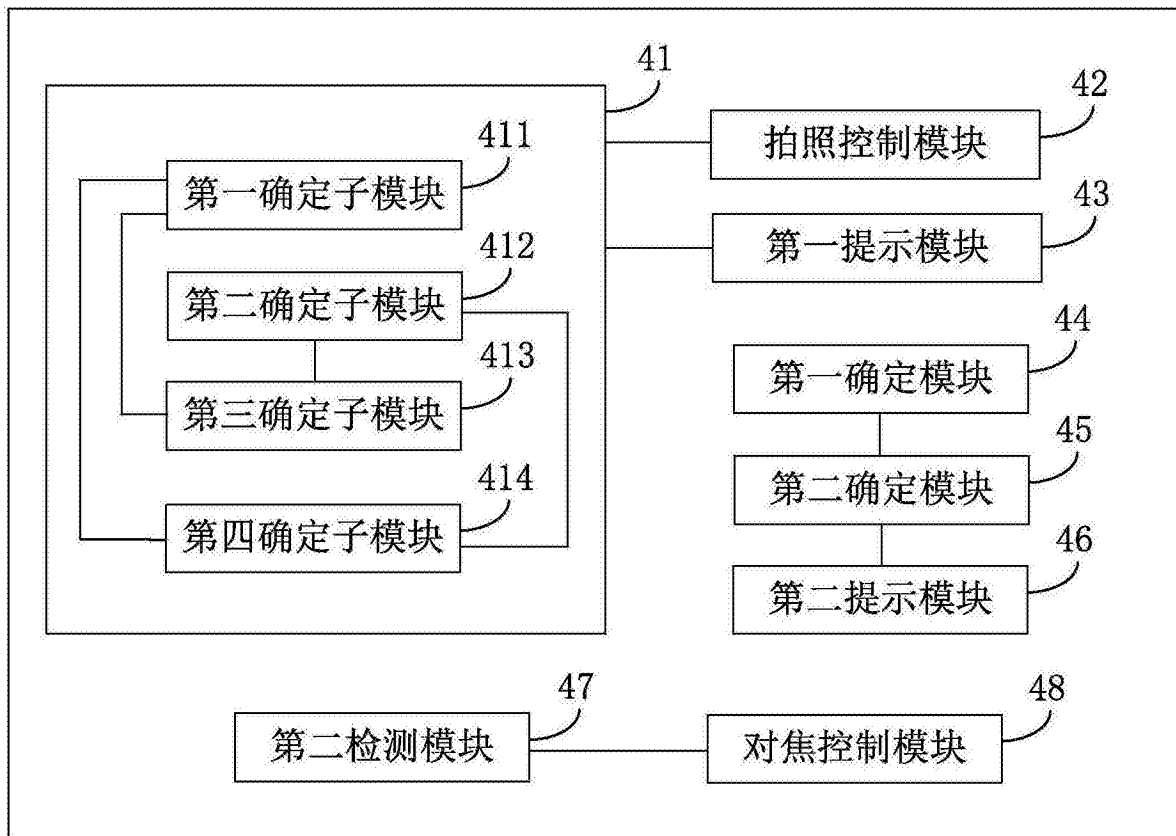 41
411
第一确定子模块
412
第二确定子模块
413
第三确定子模块
414
第四确定子模块
42
拍照控制模块
43
第一提示模块
44
第一确定模块
45
第二确定模块
46
第二提示模块
47
第二检测模块
48
对焦控制模块